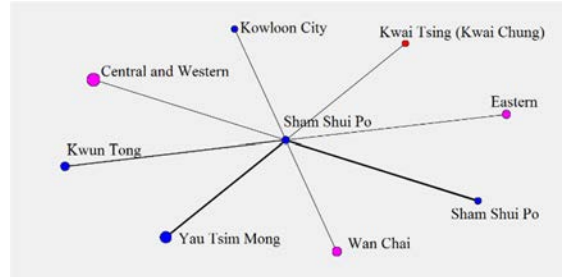 Kowloon City
Kwai Tsing (Kwai Chung)
Central and Western
Eastern
Sham Shui Po
Kwun Tong
Sham Shui Po
Yau Tsim Mong
Wan Chai